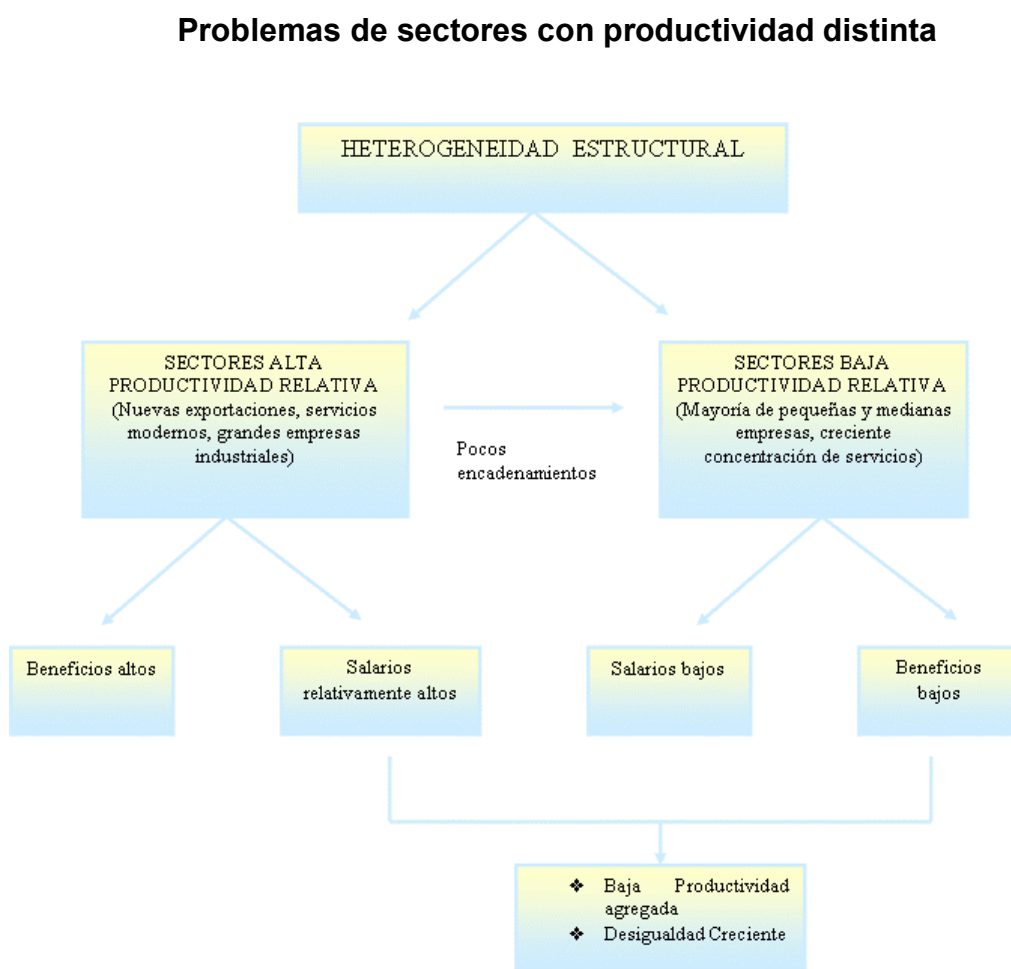 Problemas de sectores con productividad distinta
HETEROGENEIDAD ESTRUCTURAL
SECTORES ALTA
PRODUCTIVIDAD RELATIVA
(Nuevas exportaciones, servicios
modernos, grandes empresas
industriales)
Pocos
encadenamientos
SECTORES BAJA
PRODUCTIVIDAD RELATIVA
(Mayoría de pequeñas y medianas
empresas, creciente
concentración de servicios)
Beneficios altos
Salarios
relativamente altos
Salarios bajos
Beneficios
bajos
❖ Baja Productividad
agregada
❖ Desigualdad Creciente